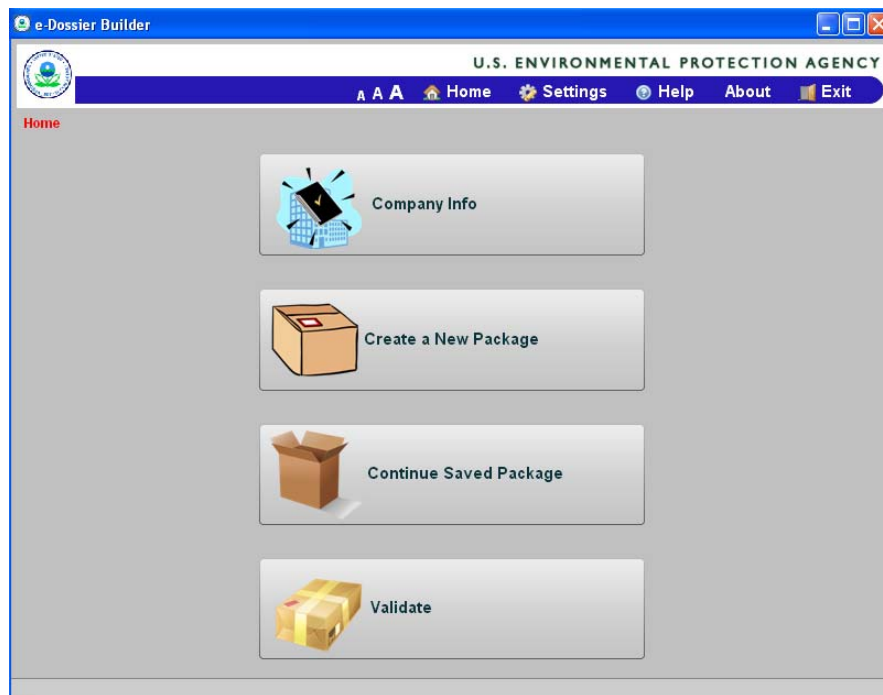 e-Dossier Builder
U.S. ENVIRONMENTAL PROTECTION AGENCY
A A A Home Settings Help About Exit
Home
Company Info
Create a New Package
Continue Saved Package
Validate